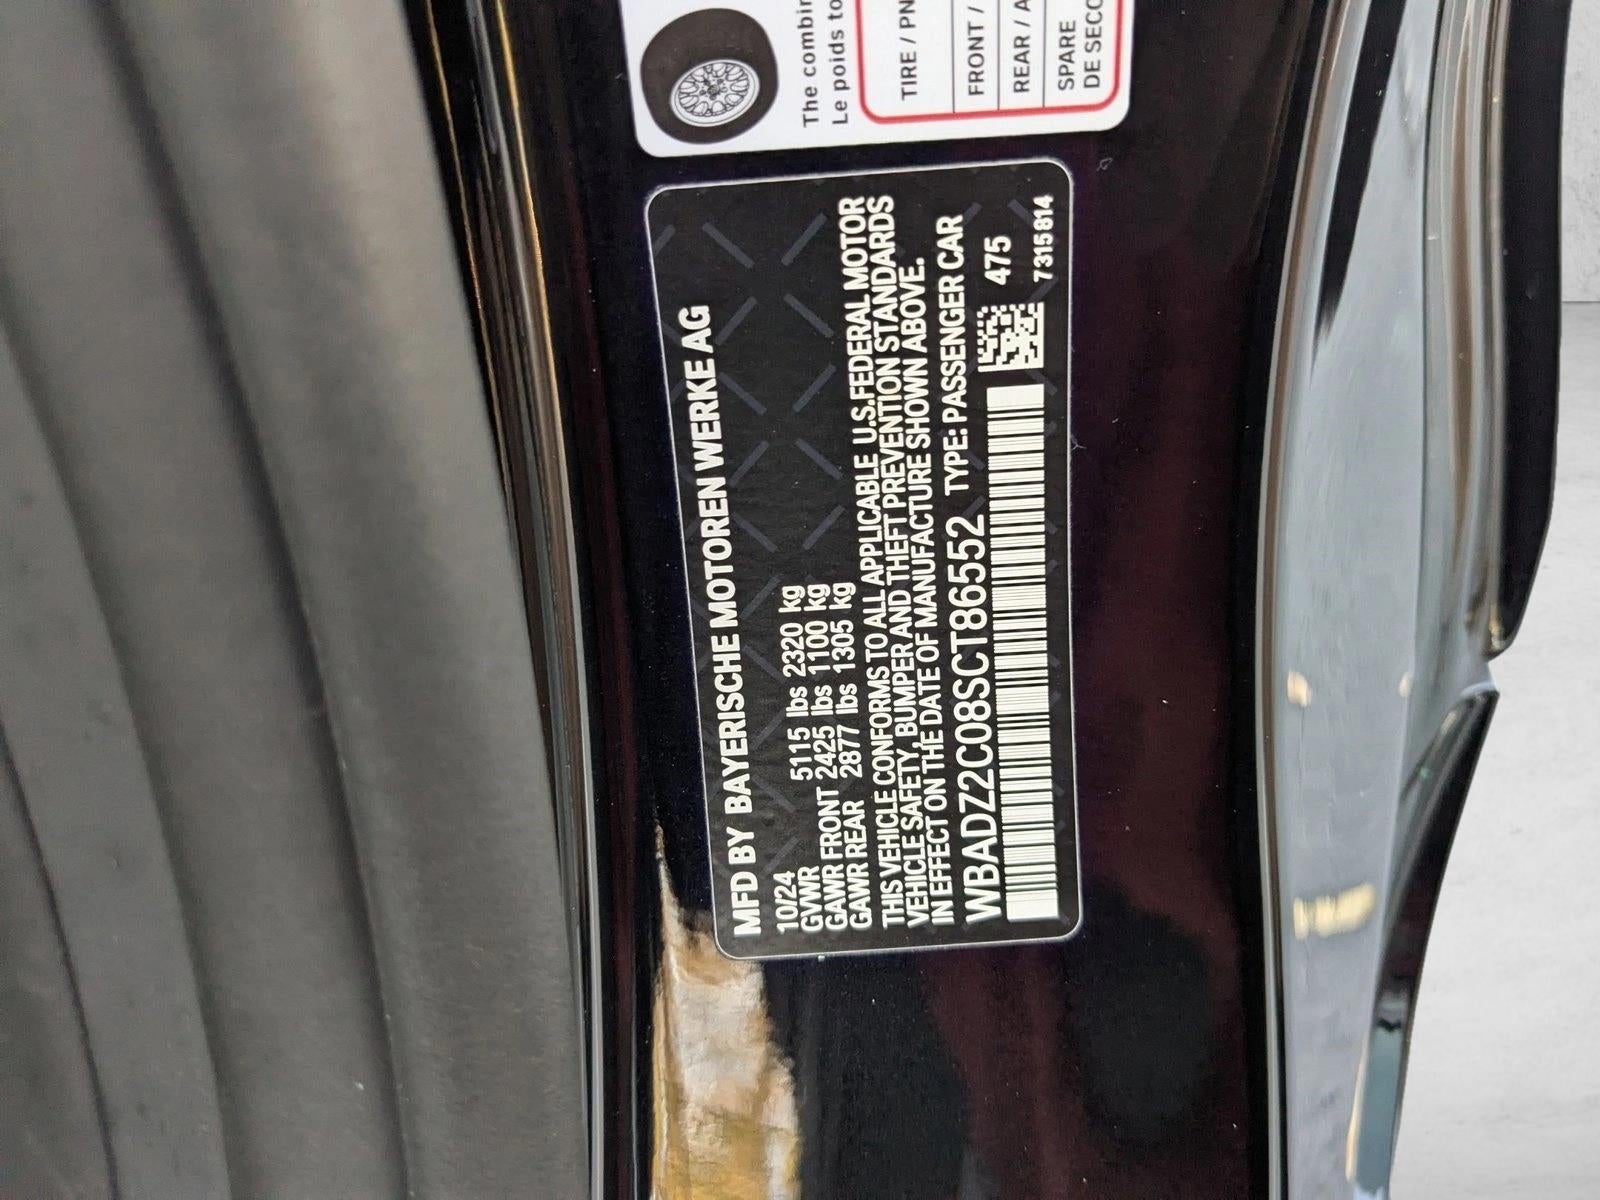 The combin
Le poids to
TIRE / PN
FRONT /
REAR / A
SPARE
DE SECO
MFD BY BAYERISCHE MOTOREN WERKE AG
10/24
GVWR 5115 lbs 2320 kg
GAWR FRONT 2425 lbs 1100 kg
GAWR REAR 2877 lbs 1305 kg
THIS VEHICLE CONFORMS TO ALL APPLICABLE U.S.FEDERAL MOTOR
VEHICLE SAFETY, BUMPER AND THEFT PREVENTION STANDARDS
IN EFFECT ON THE DATE OF MANUFACTURE SHOWN ABOVE.
WBADZ2C08SCT86552 TYPE: PASSENGER CAR
475
7315814